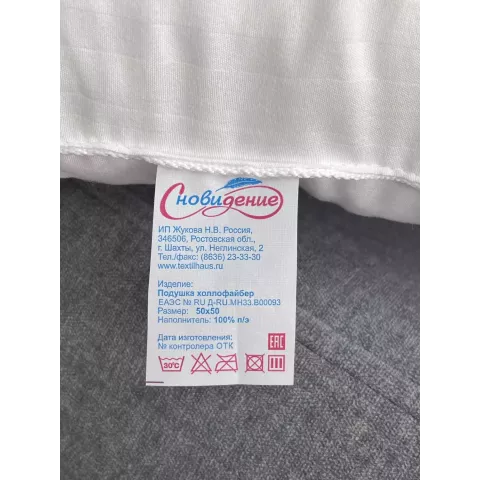 Сновидение
ИП Жукова Н.В. Россия,
346506, Ростовская обл.,
г. Шахты, ул. Неглинская, 2
Тел./факс: (8636) 23-33-30
www.textilhaus.ru
Изделие:
Подушка холлофайбер
ЕАЭС № RU Д-RU.МН33.В00093
Размер: 50х50
Наполнитель: 100% п/э
Дата изготовления:
№ контролера ОТК
EAC
30°C